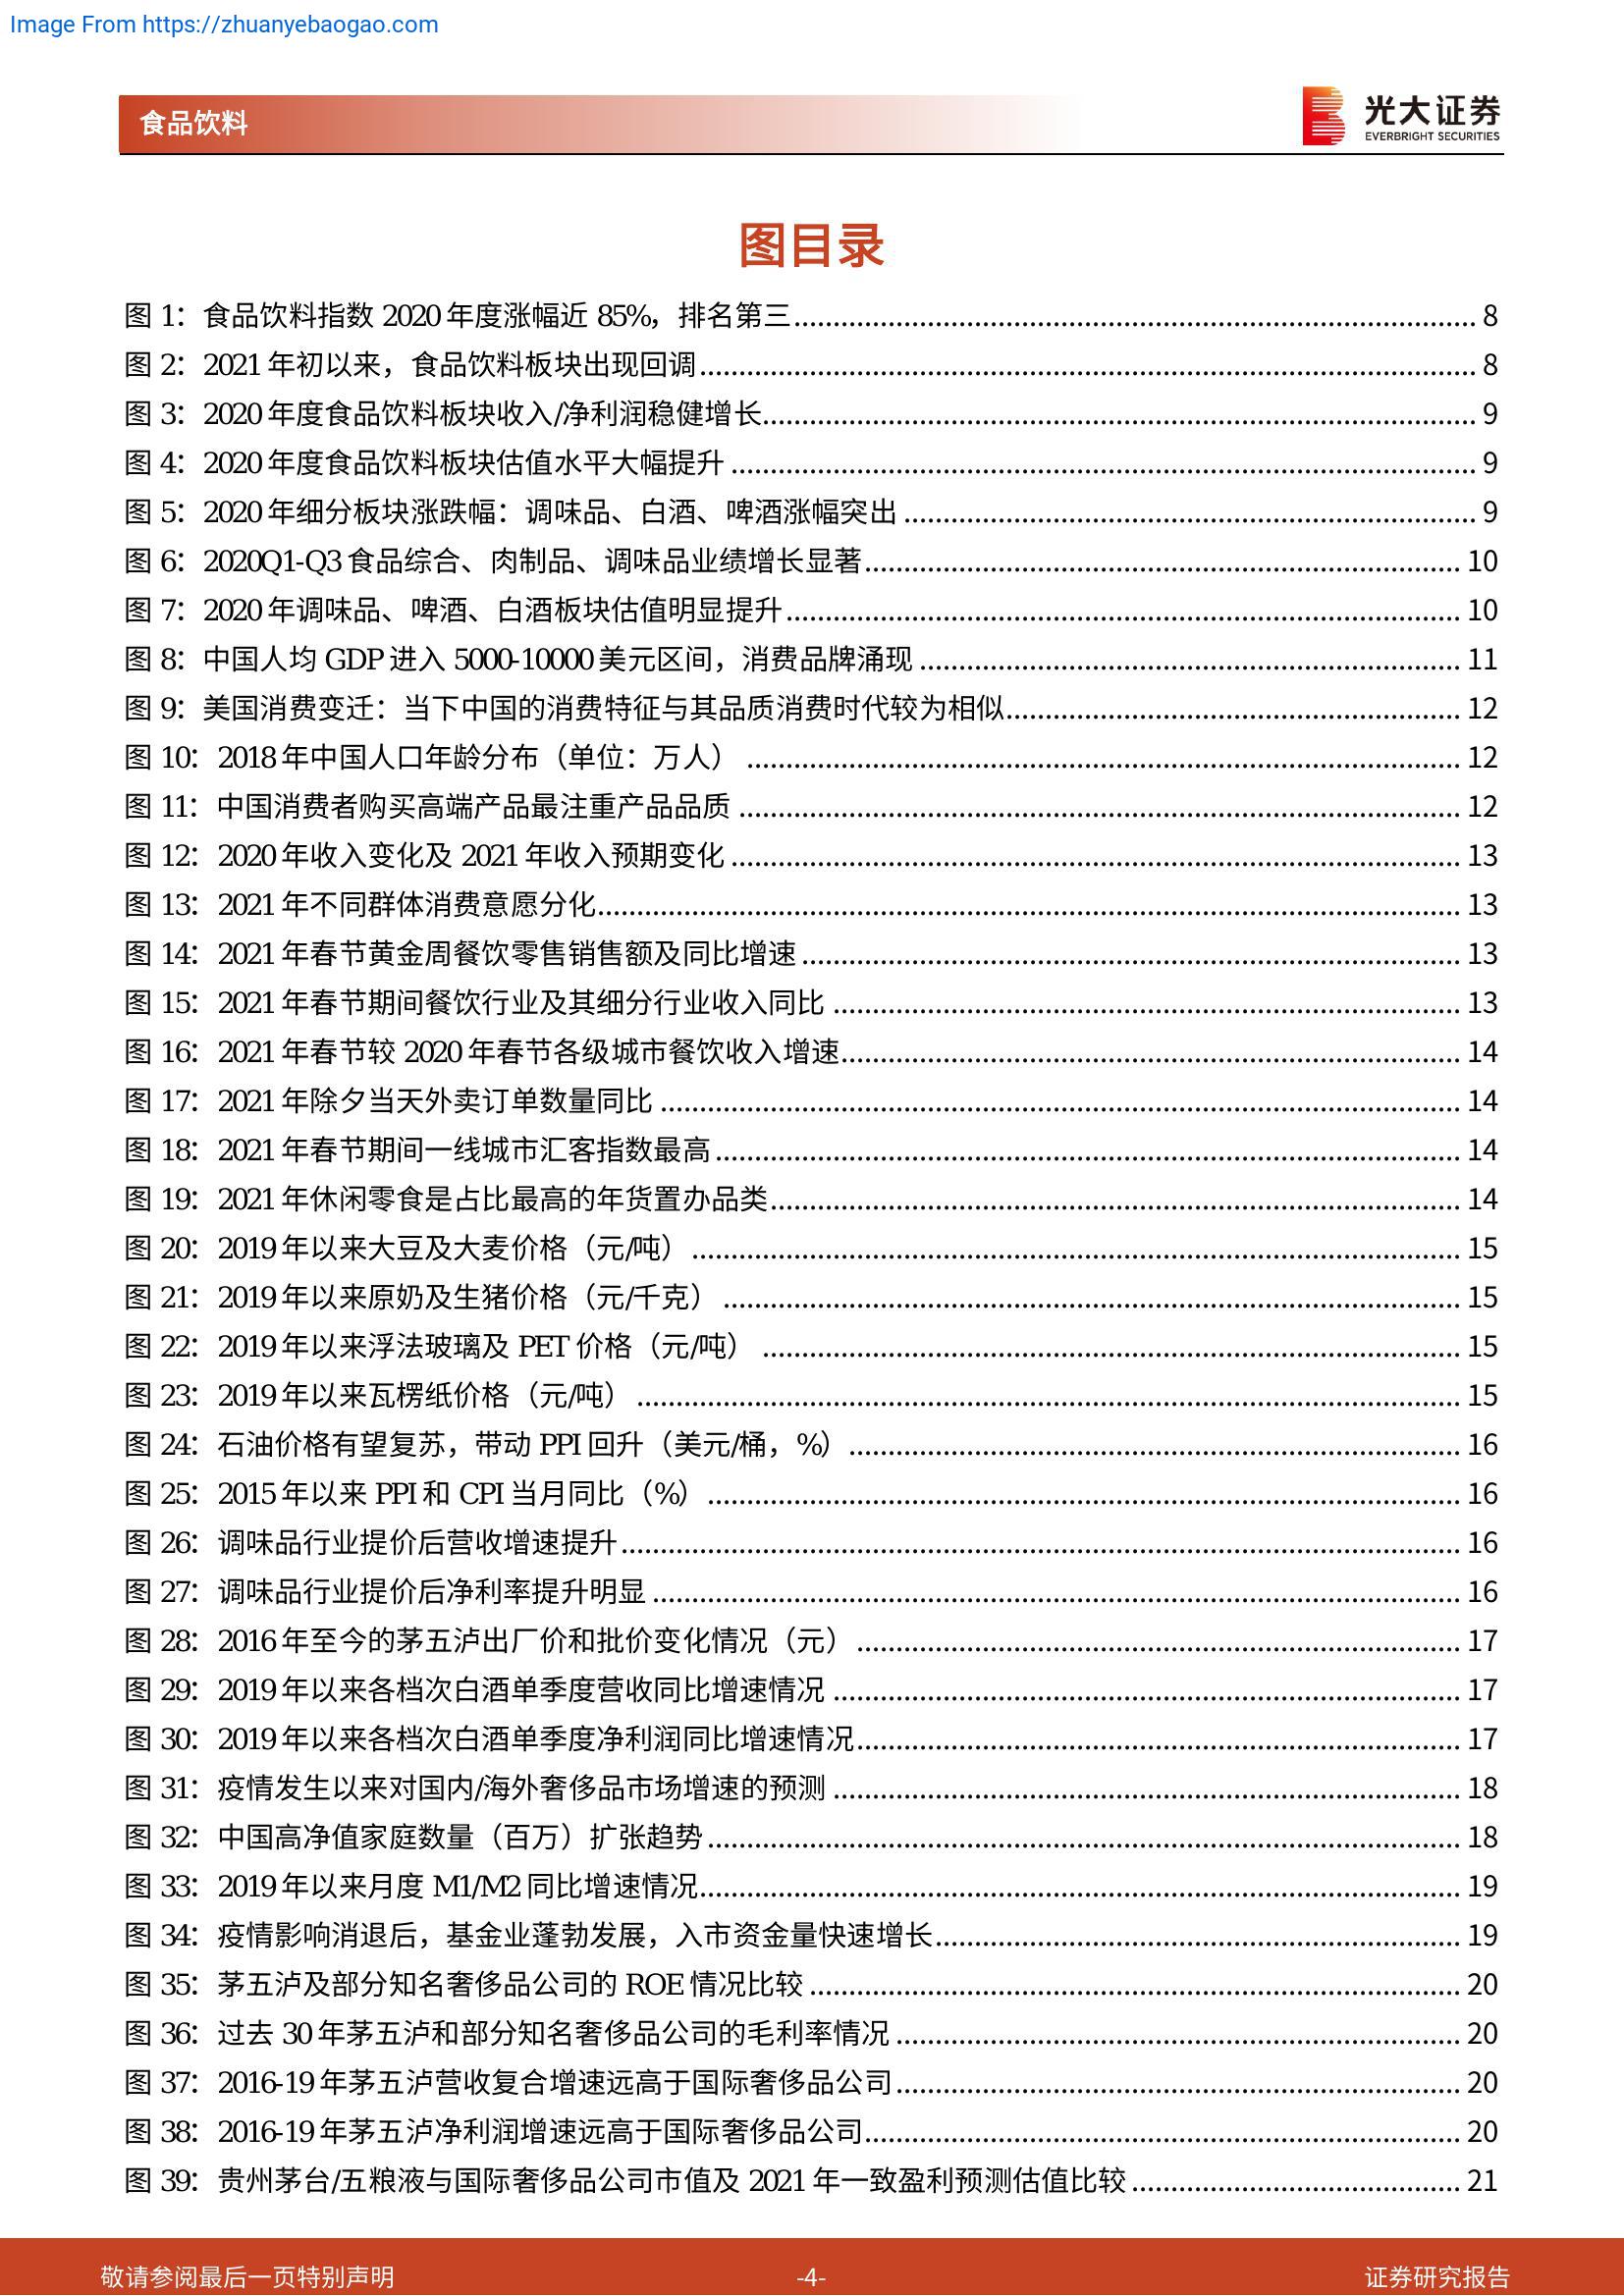 Image From https://zhuanyebaogao.com
食品饮料
光大证券
EVERBRIGHT SECURITIES
图目录
图 1：食品饮料指数 2020 年度涨幅近 85%，排名第三 8
图 2：2021 年初以来，食品饮料板块出现回调 8
图 3：2020 年度食品饮料板块收入/净利润稳健增长 9
图 4：2020 年度食品饮料板块估值水平大幅提升 9
图 5：2020 年细分板块涨跌幅：调味品、白酒、啤酒涨幅突出 9
图 6：2020Q1-Q3 食品综合、肉制品、调味品业绩增长显著 10
图 7：2020 年调味品、啤酒、白酒板块估值明显提升 10
图 8：中国人均 GDP 进入 5000-10000 美元区间，消费品牌涌现 11
图 9：美国消费变迁：当下中国的消费特征与其品质消费时代较为相似 12
图 10：2018 年中国人口年龄分布（单位：万人） 12
图 11：中国消费者购买高端产品最注重产品品质 12
图 12：2020 年收入变化及 2021 年收入预期变化 13
图 13：2021 年不同群体消费意愿分化 13
图 14：2021 年春节黄金周餐饮零售销售额及同比增速 13
图 15：2021 年春节期间餐饮行业及其细分行业收入同比 13
图 16：2021 年春节较 2020 年春节各级城市餐饮收入增速 14
图 17：2021 年除夕当天外卖订单数量同比 14
图 18：2021 年春节期间一线城市汇客指数最高 14
图 19：2021 年休闲零食是占比最高的年货置办品类 14
图 20：2019 年以来大豆及大麦价格（元/吨） 15
图 21：2019 年以来原奶及生猪价格（元/千克） 15
图 22：2019 年以来浮法玻璃及 PET 价格（元/吨） 15
图 23：2019 年以来瓦楞纸价格（元/吨） 15
图 24：石油价格有望复苏，带动 PPI 回升（美元/桶，%） 16
图 25：2015 年以来 PPI 和 CPI 当月同比（%） 16
图 26：调味品行业提价后营收增速提升 16
图 27：调味品行业提价后净利率提升明显 16
图 28：2016 年至今的茅五泸出厂价和批价变化情况（元） 17
图 29：2019 年以来各档次白酒单季度营收同比增速情况 17
图 30：2019 年以来各档次白酒单季度净利润同比增速情况 17
图 31：疫情发生以来对国内/海外奢侈品市场增速的预测 18
图 32：中国高净值家庭数量（百万）扩张趋势 18
图 33：2019 年以来月度 M1/M2 同比增速情况 19
图 34：疫情影响消退后，基金业蓬勃发展，入市资金量快速增长 19
图 35：茅五泸及部分知名奢侈品公司的 ROE 情况比较 20
图 36：过去 30 年茅五泸和部分知名奢侈品公司的毛利率情况 20
图 37：2016-19 年茅五泸营收复合增速远高于国际奢侈品公司 20
图 38：2016-19 年茅五泸净利润增速远高于国际奢侈品公司 20
图 39：贵州茅台/五粮液与国际奢侈品公司市值及 2021 年一致盈利预测估值比较 21
敬请参阅最后一页特别声明
-4-
证券研究报告